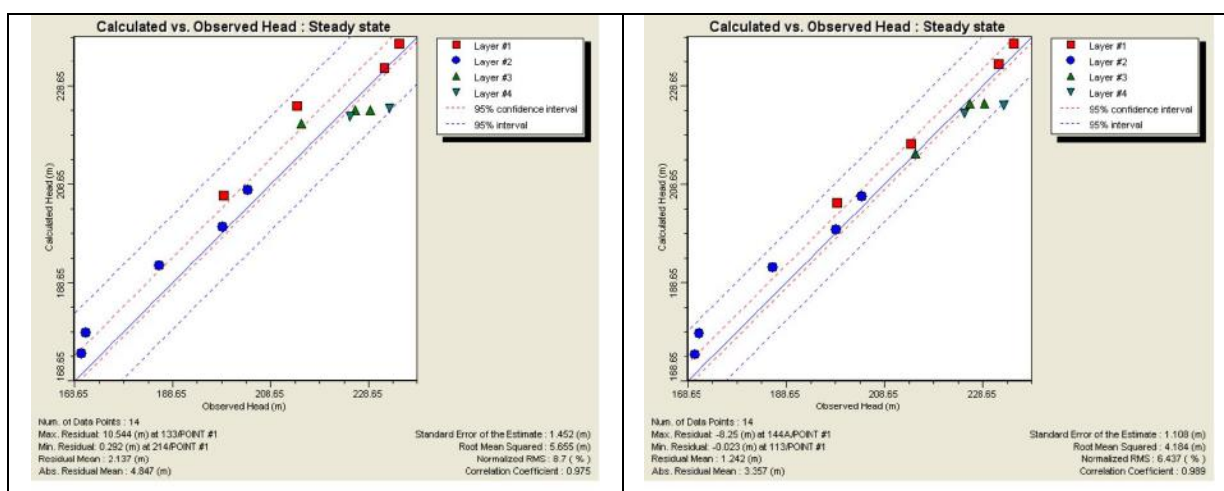 Calculated vs. Observed Head : Steady state
Layer #1
Layer #2
Layer #3
Layer #4
95% confidence interval
95% interval
Calculated Head (m)
228.65
208.65
188.65
168.65
168.65 188.65 208.65 228.65
Observed Head (m)
Num. of Data Points : 14
Max. Residual: 10.544 (m) at 133/POINT #1
Min. Residual: 0.292 (m) at 214/POINT #1
Residual Mean : 2.137 (m)
Abs. Residual Mean : 4.847 (m)
Standard Error of the Estimate : 1.452 (m)
Root Mean Squared : 5.655 (m)
Normalized RMS : 8.7 ( % )
Correlation Coefficient : 0.975
Calculated vs. Observed Head : Steady state
Layer #1
Layer #2
Layer #3
Layer #4
95% confidence interval
95% interval
Calculated Head (m)
228.65
208.65
188.65
168.65
168.65 188.65 208.65 228.65
Observed Head (m)
Num. of Data Points : 14
Max. Residual: -8.25 (m) at 144A/POINT #1
Min. Residual: -0.023 (m) at 113/POINT #1
Residual Mean : 1.242 (m)
Abs. Residual Mean : 3.357 (m)
Standard Error of the Estimate : 1.108 (m)
Root Mean Squared : 4.184 (m)
Normalized RMS : 6.437 ( % )
Correlation Coefficient : 0.989